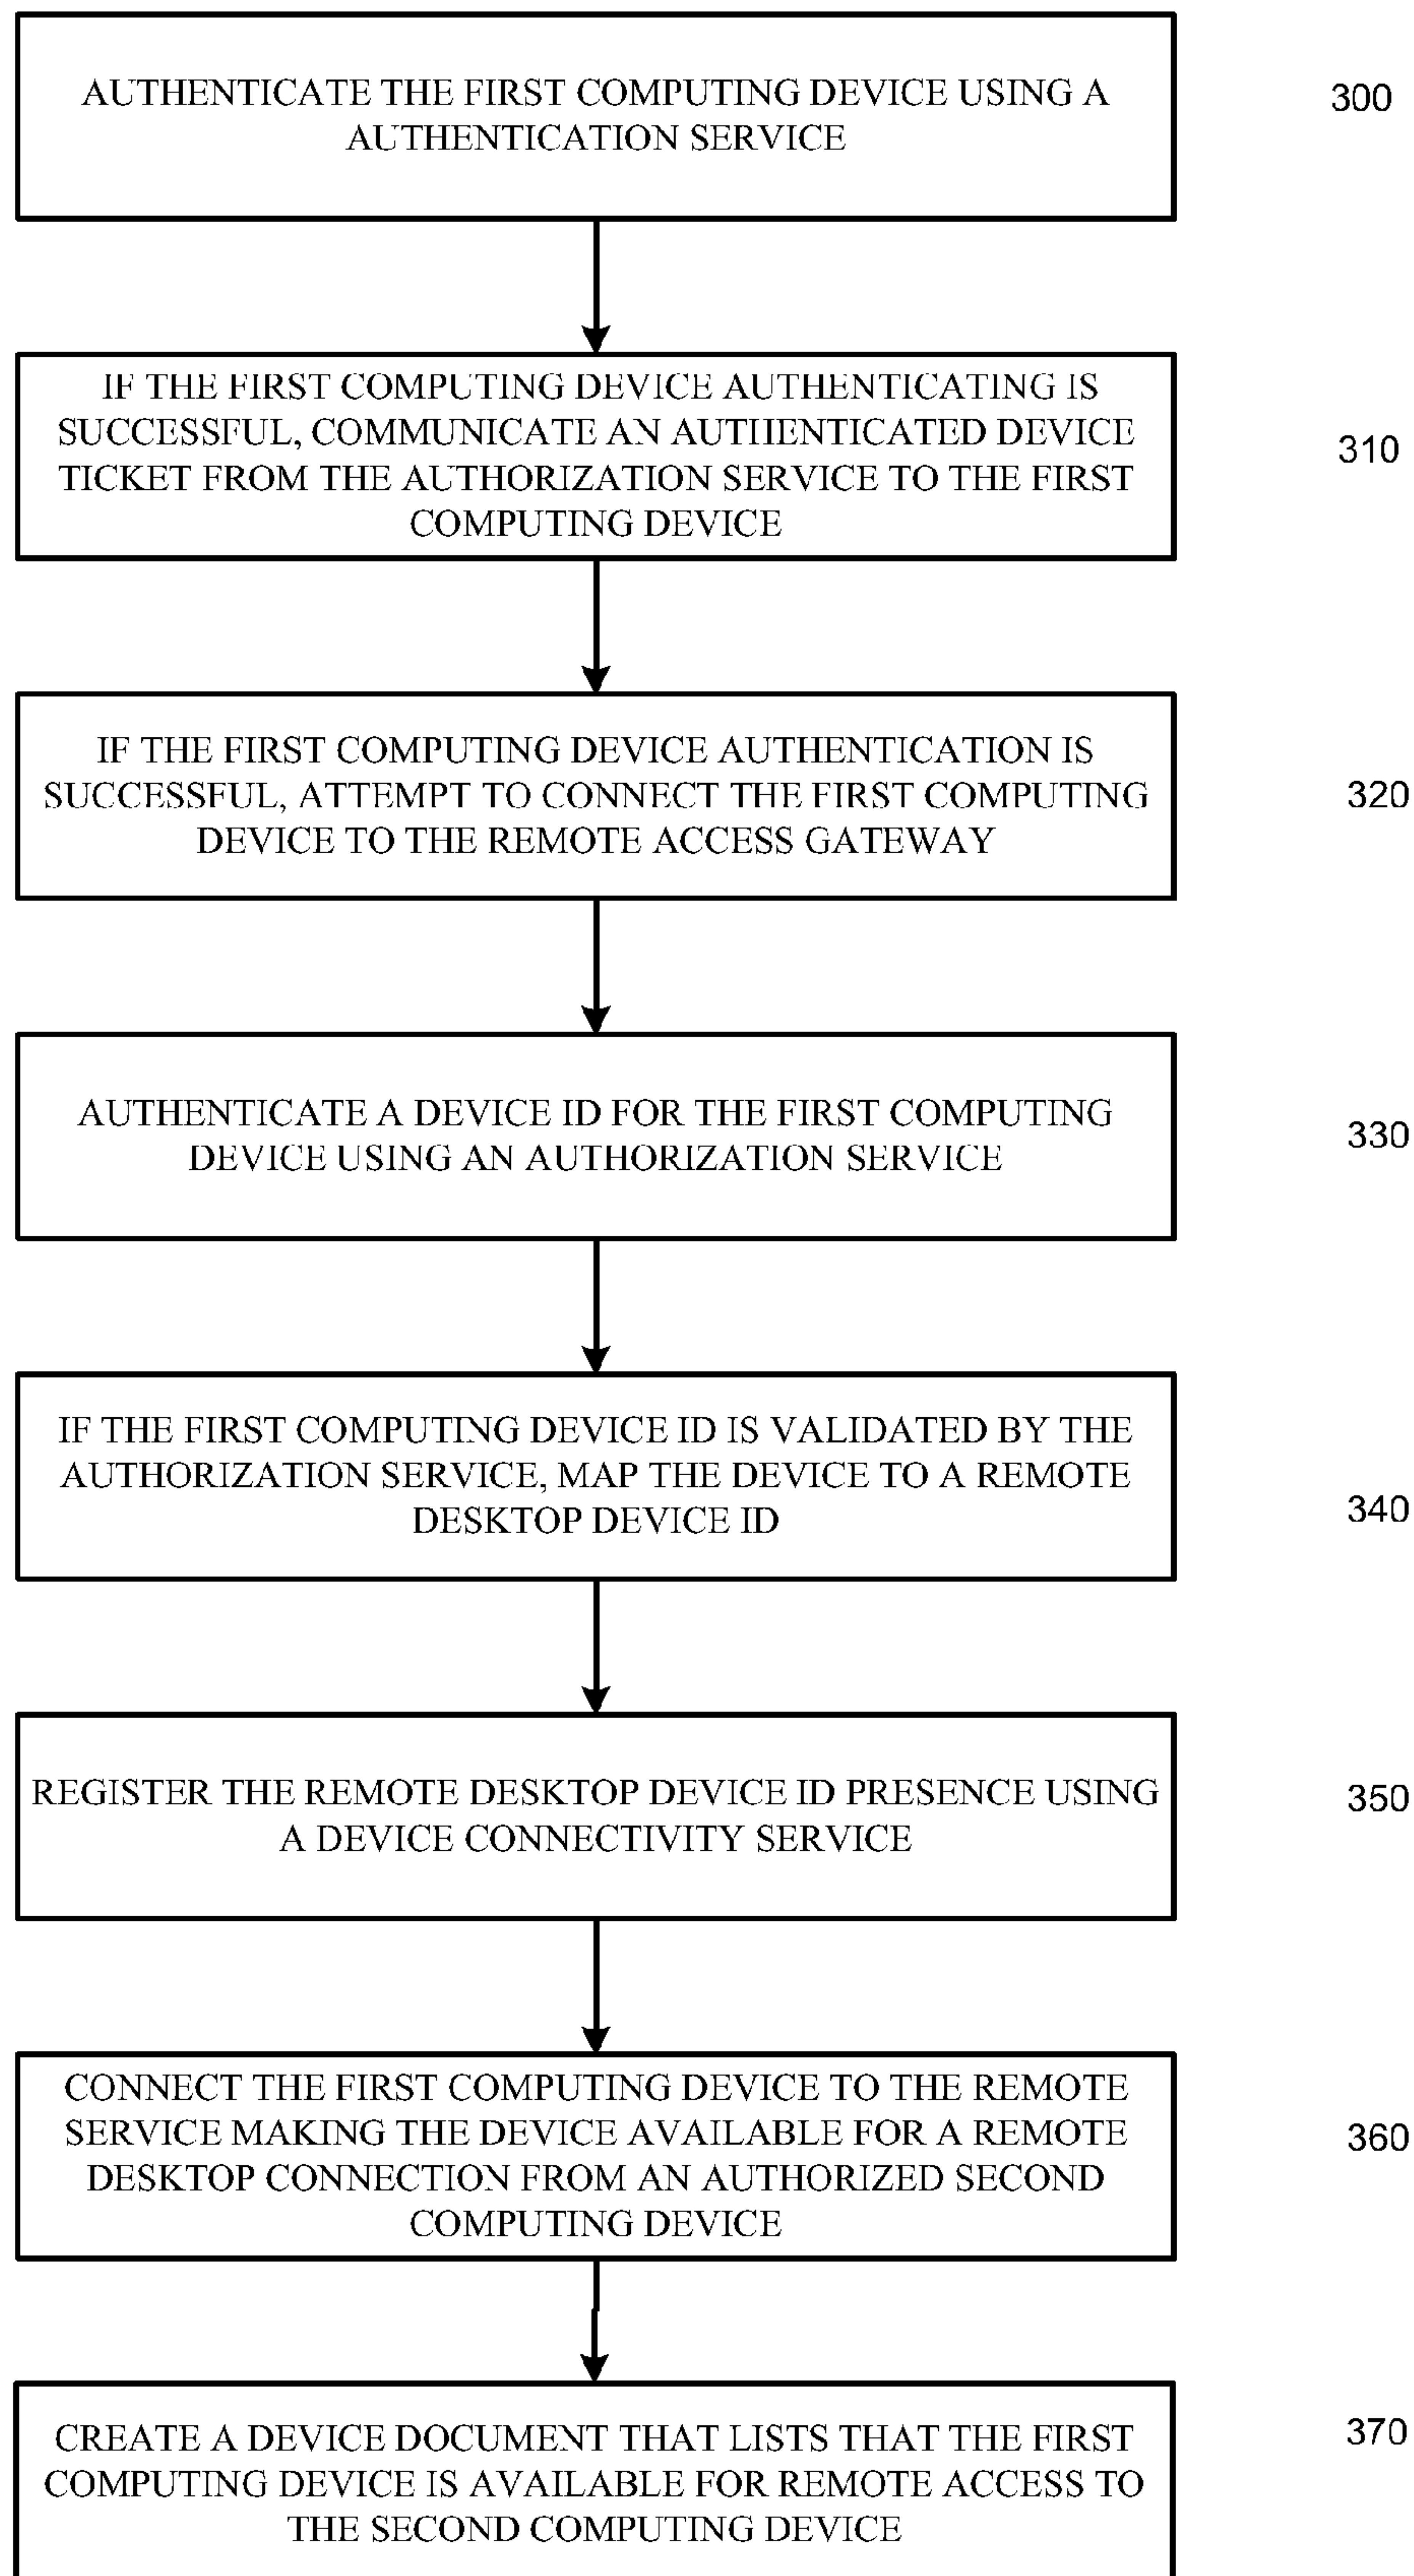 AUTHENTICATE THE FIRST COMPUTING DEVICE USING A
AUTHENTICATION SERVICE
300
IF THE FIRST COMPUTING DEVICE AUTHENTICATING IS
SUCCESSFUL, COMMUNICATE AN AUTHENTICATED DEVICE
TICKET FROM THE AUTHORIZATION SERVICE TO THE FIRST
COMPUTING DEVICE
310
IF THE FIRST COMPUTING DEVICE AUTHENTICATION IS
SUCCESSFUL, ATTEMPT TO CONNECT THE FIRST COMPUTING
DEVICE TO THE REMOTE ACCESS GATEWAY
320
AUTHENTICATE A DEVICE ID FOR THE FIRST COMPUTING
DEVICE USING AN AUTHORIZATION SERVICE
330
IF THE FIRST COMPUTING DEVICE ID IS VALIDATED BY THE
AUTHORIZATION SERVICE, MAP THE DEVICE TO A REMOTE
DESKTOP DEVICE ID
340
REGISTER THE REMOTE DESKTOP DEVICE ID PRESENCE USING
A DEVICE CONNECTIVITY SERVICE
350
CONNECT THE FIRST COMPUTING DEVICE TO THE REMOTE
SERVICE MAKING THE DEVICE AVAILABLE FOR A REMOTE
DESKTOP CONNECTION FROM AN AUTHORIZED SECOND
COMPUTING DEVICE
360
CREATE A DEVICE DOCUMENT THAT LISTS THAT THE FIRST
COMPUTING DEVICE IS AVAILABLE FOR REMOTE ACCESS TO
THE SECOND COMPUTING DEVICE
370